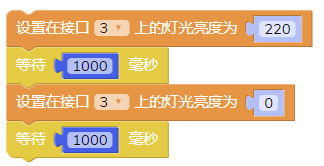 设置在接口 3 上的灯光亮度为 220
等待 1000 毫秒
设置在接口 3 上的灯光亮度为 0
等待 1000 毫秒